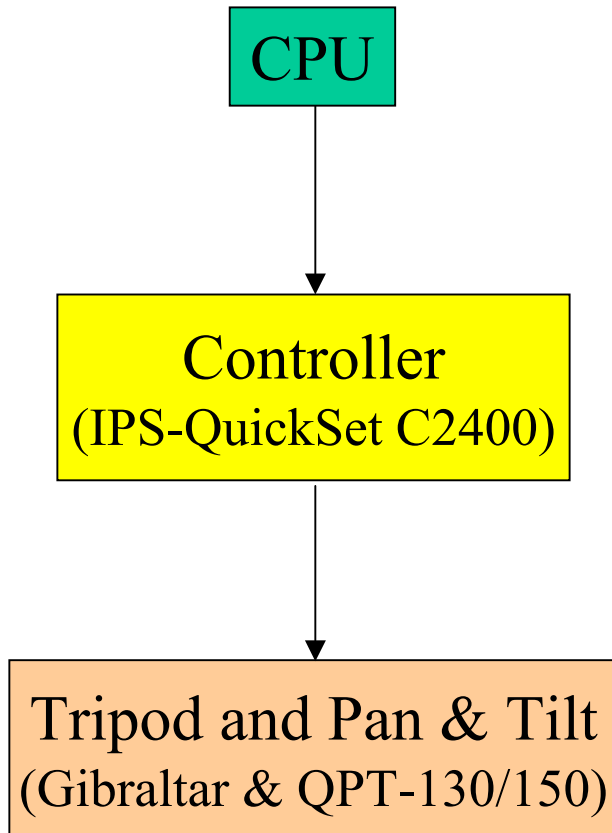 CPU
Controller
(IPS-QuickSet C2400)
Tripod and Pan & Tilt
(Gibraltar & QPT-130/150)